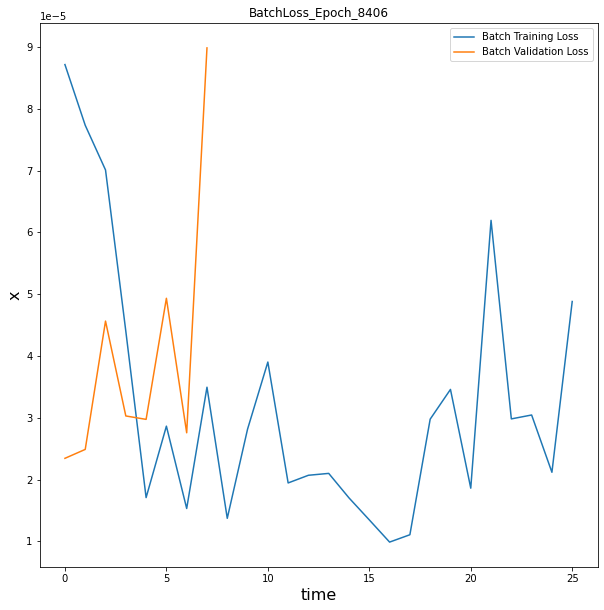 BatchLoss_Epoch_8406
1e−5
Batch Training Loss
Batch Validation Loss
9
8
7
6
5
4
3
2
1
x
0 5 10 15 20 25
time